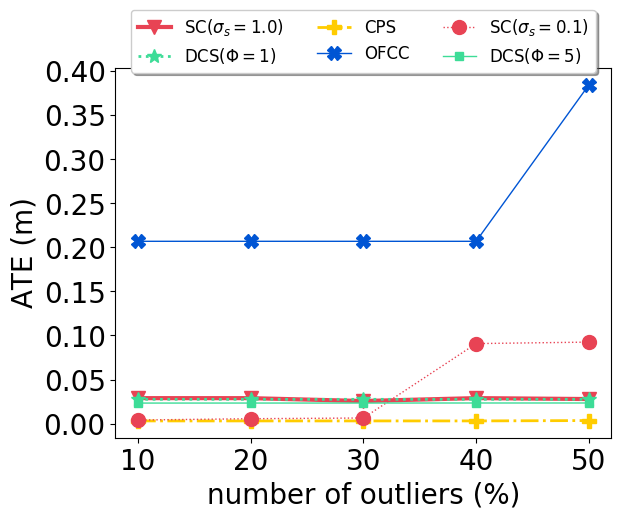 SC(σₛ = 1.0) CPS SC(σₛ = 0.1)
DCS(Φ = 1) OFCC DCS(Φ = 5)
0.40
0.35
0.30
0.25
0.20
0.15
0.10
0.05
0.00
ATE (m)
10 20 30 40 50
number of outliers (%)